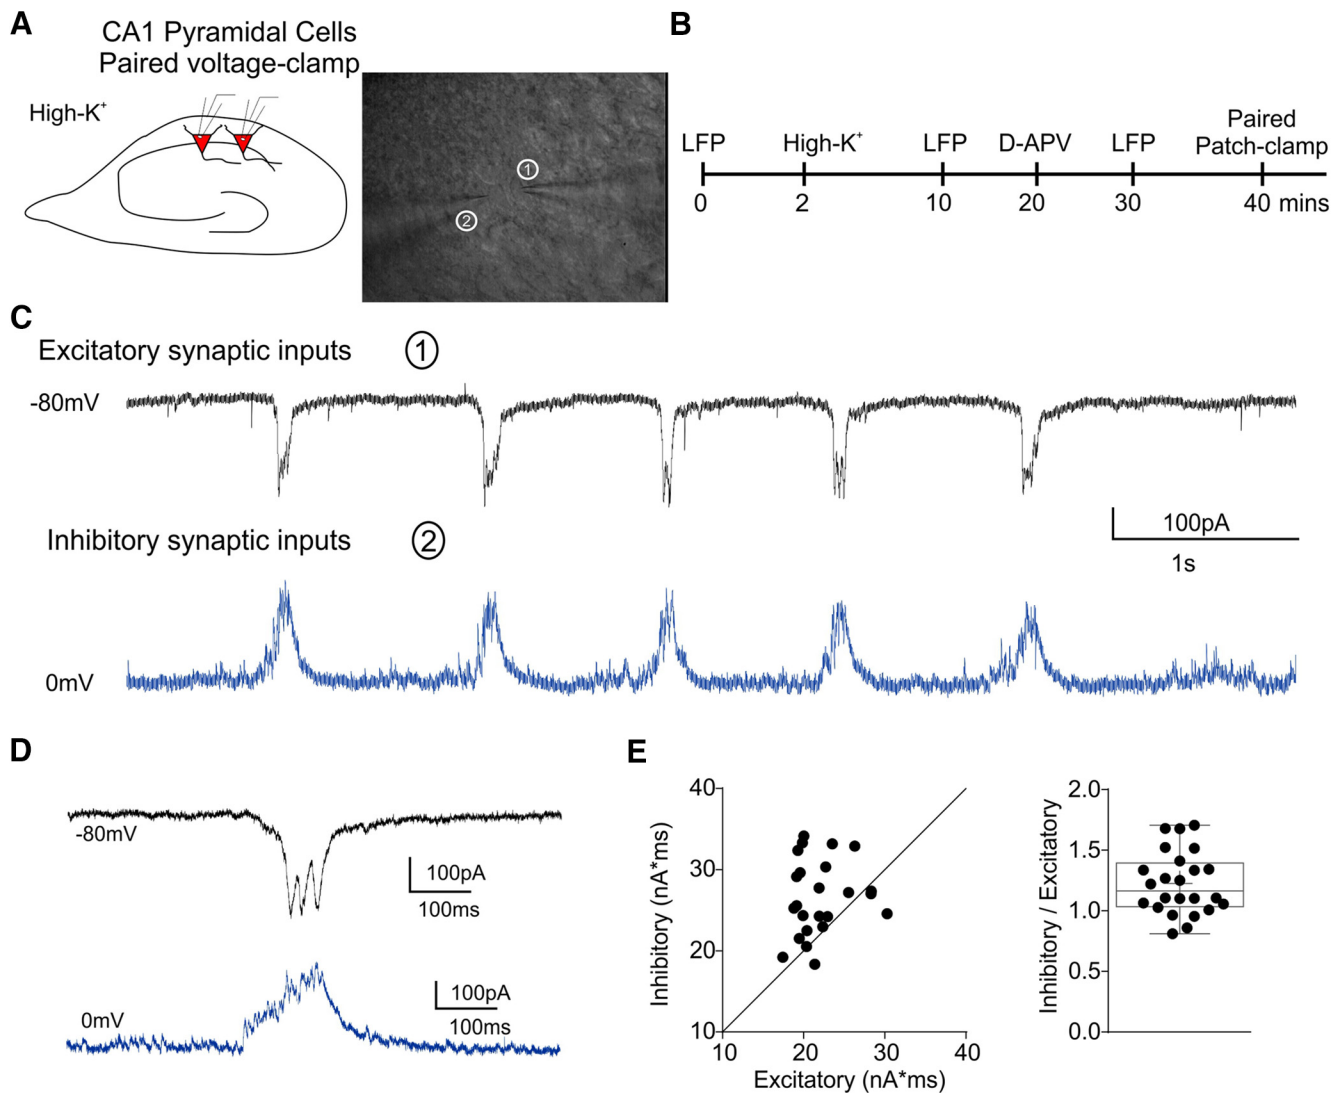 A
CA1 Pyramidal Cells
Paired voltage-clamp
High-K⁺
1
2
B
LFP High-K⁺ LFP D-APV LFP Paired
Patch-clamp
0 2 10 20 30 40 mins
C
Excitatory synaptic inputs 1
-80mV
100pA
1s
Inhibitory synaptic inputs 2
0mV
D
-80mV
100pA
100ms
0mV
100pA
100ms
E
Inhibitory (nA*ms)
40
30
20
10
10 20 30 40
Excitatory (nA*ms)
Inhibitory / Excitatory
2.0
1.5
1.0
0.5
0.0